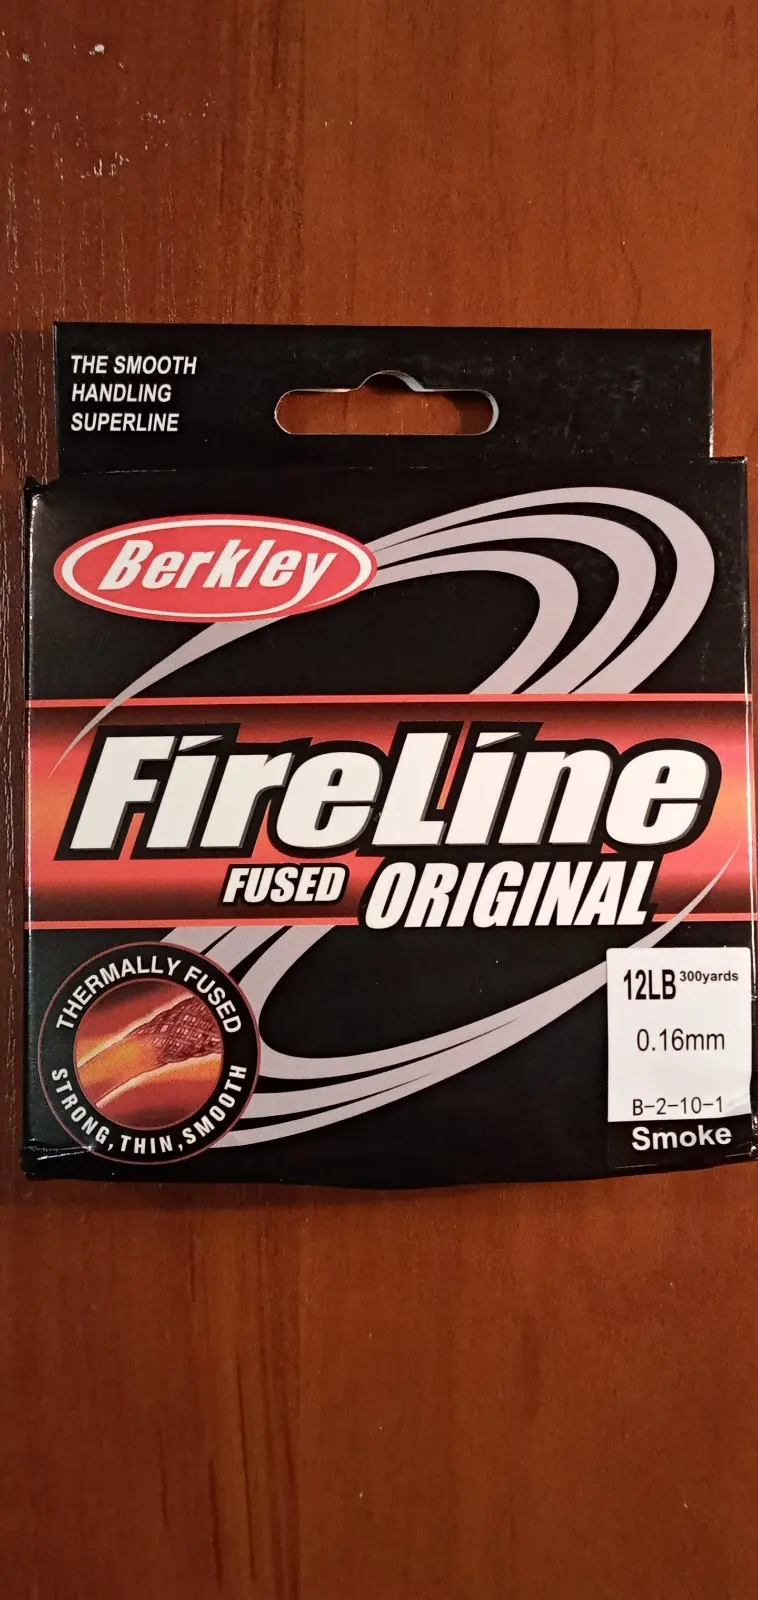 THE SMOOTH
HANDLING
SUPERLINE
Berkley
FireLine
FUSED ORIGINAL
THERMALLY FUSED
STRONG, THIN, SMOOTH
12LB 300yards
0.16mm
B-2-10-1
Smoke